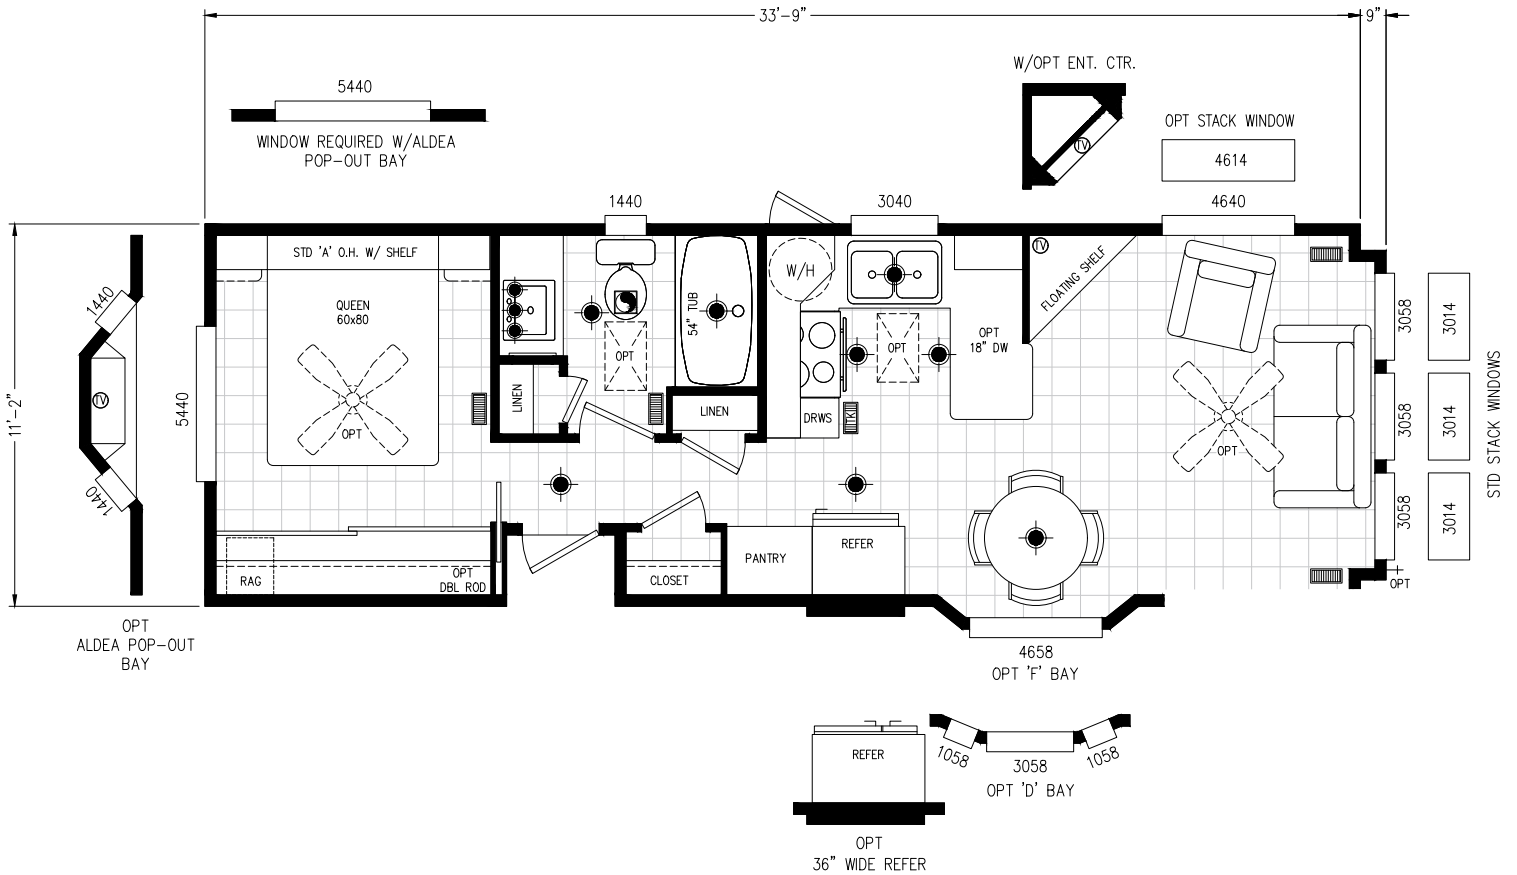 33'-9"
9"
W/OPT ENT. CTR.
TV
5440
WINDOW REQUIRED W/ALDEA
POP-OUT BAY
OPT STACK WINDOW
4614
1440
3040
4640
STD 'A' O.H. W/ SHELF
QUEEN
60x80
OPT
W/H
54" TUB
OPT
OPT
OPT
18" DW
TV
FLOATING SHELF
LINEN
LINEN
DRWS
TK
11'-2"
1440
TV
1440
5440
OPT
ALDEA POP-OUT
BAY
RAG
OPT
DBL ROD
CLOSET
PANTRY
REFER
OPT
3058
3058
3058
3014
3014
3014
STD STACK WINDOWS
OPT
4658
OPT 'F' BAY
REFER
OPT
36" WIDE REFER
1058
3058
1058
OPT 'D' BAY